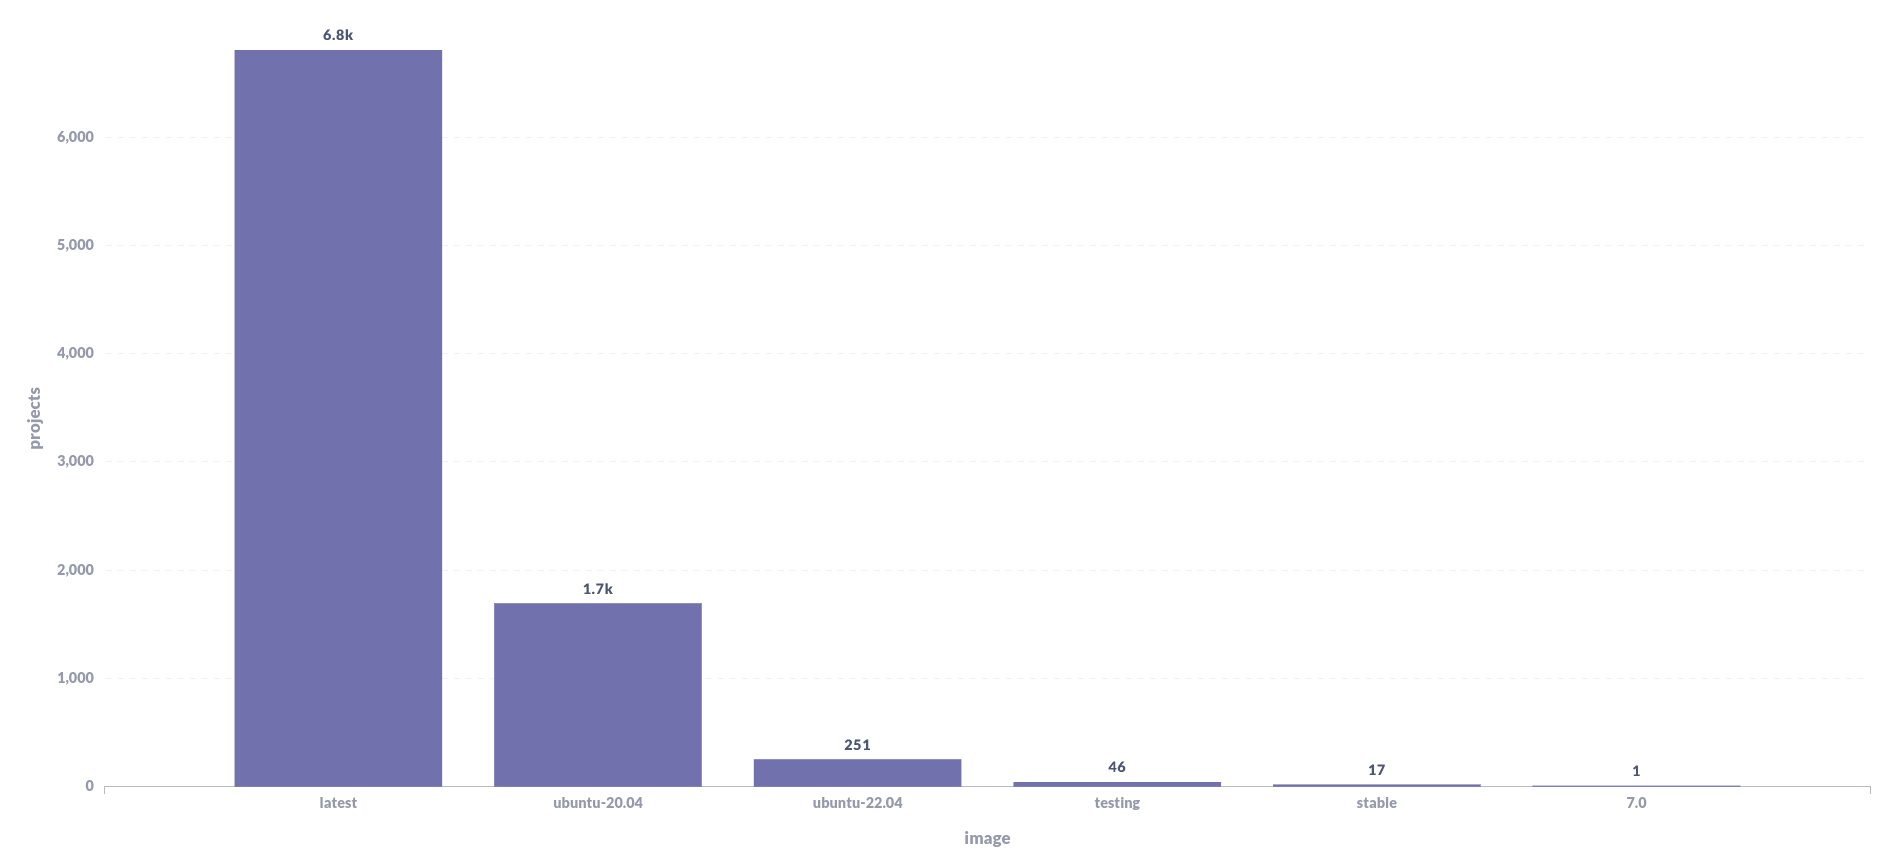 6.8k
6,000
5,000
4,000
3,000
2,000
1,000
0
projects
1.7k
251
46
17
1
latest
ubuntu-20.04
ubuntu-22.04
testing
stable
7.0
image